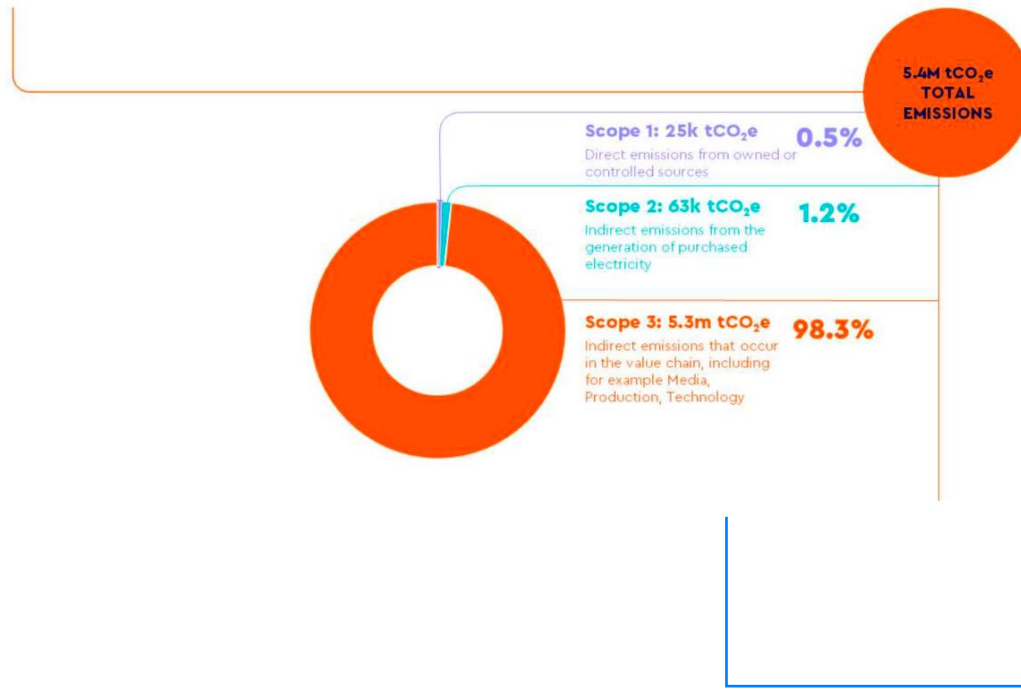 5.4M tCO₂e
TOTAL
EMISSIONS
Scope 1: 25k tCO₂e 0.5%
Direct emissions from owned or
controlled sources
Scope 2: 63k tCO₂e 1.2%
Indirect emissions from the
generation of purchased
electricity
Scope 3: 5.3m tCO₂e 98.3%
Indirect emissions that occur
in the value chain, including
for example Media,
Production, Technology